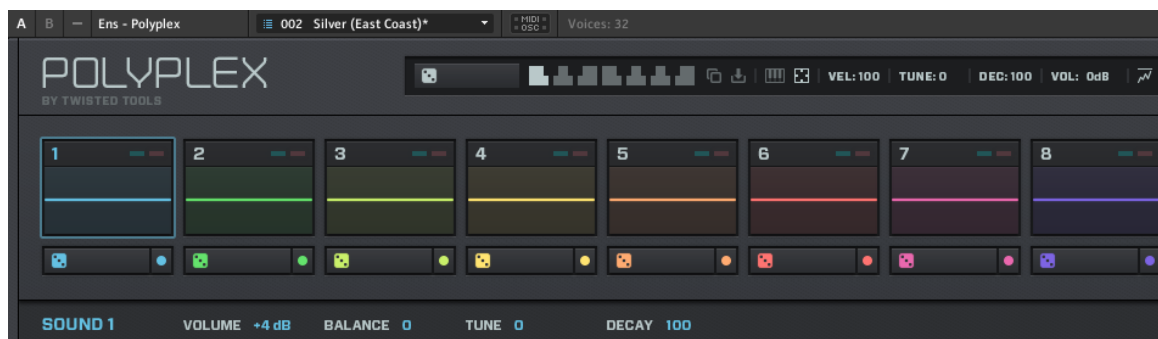 A B Ens - Polyplex 002 Silver (East Coast)* MIDI OSC Voices: 32
POLYPLEX
BY TWISTED TOOLS
VEL: 100 TUNE: 0 DEC: 100 VOL: 0dB
1 2 3 4 5 6 7 8
SOUND 1 VOLUME +4 dB BALANCE 0 TUNE 0 DECAY 100